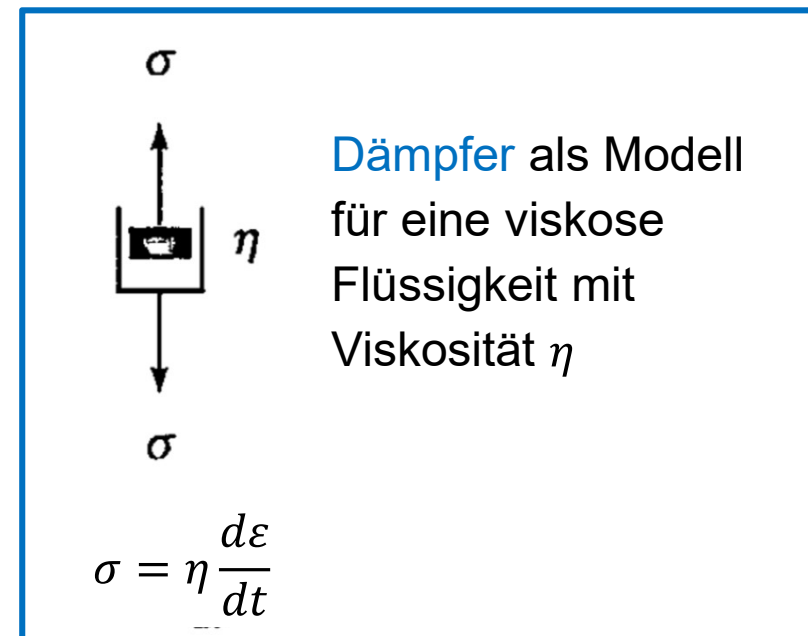 σ
Dämpfer als Modell
für eine viskose
η
Flüssigkeit mit
Viskosität η
σ
σ = η dε/dt